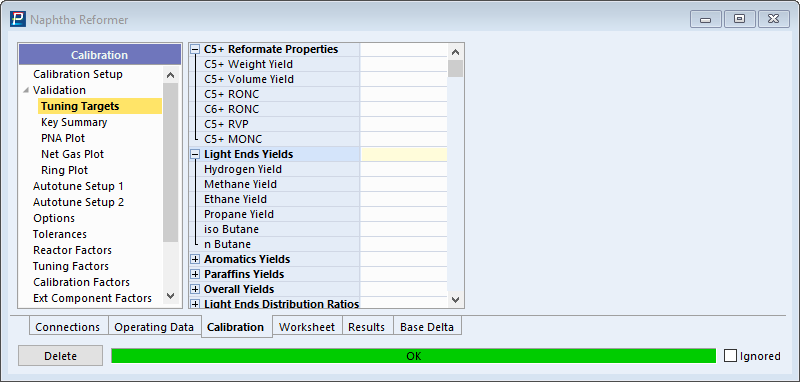 Naphtha Reformer
Calibration
Calibration Setup
Validation
Tuning Targets
Key Summary
PNA Plot
Net Gas Plot
Ring Plot
Autotune Setup 1
Autotune Setup 2
Options
Tolerances
Reactor Factors
Tuning Factors
Calibration Factors
Ext Component Factors
C5+ Reformate Properties
C5+ Weight Yield
C5+ Volume Yield
C5+ RONC
C6+ RONC
C5+ RVP
C5+ MONC
Light Ends Yields
Hydrogen Yield
Methane Yield
Ethane Yield
Propane Yield
iso Butane
n Butane
Aromatics Yields
Paraffins Yields
Overall Yields
Light Ends Distribution Ratios
Connections Operating Data Calibration Worksheet Results Base Delta
Delete OK Ignored